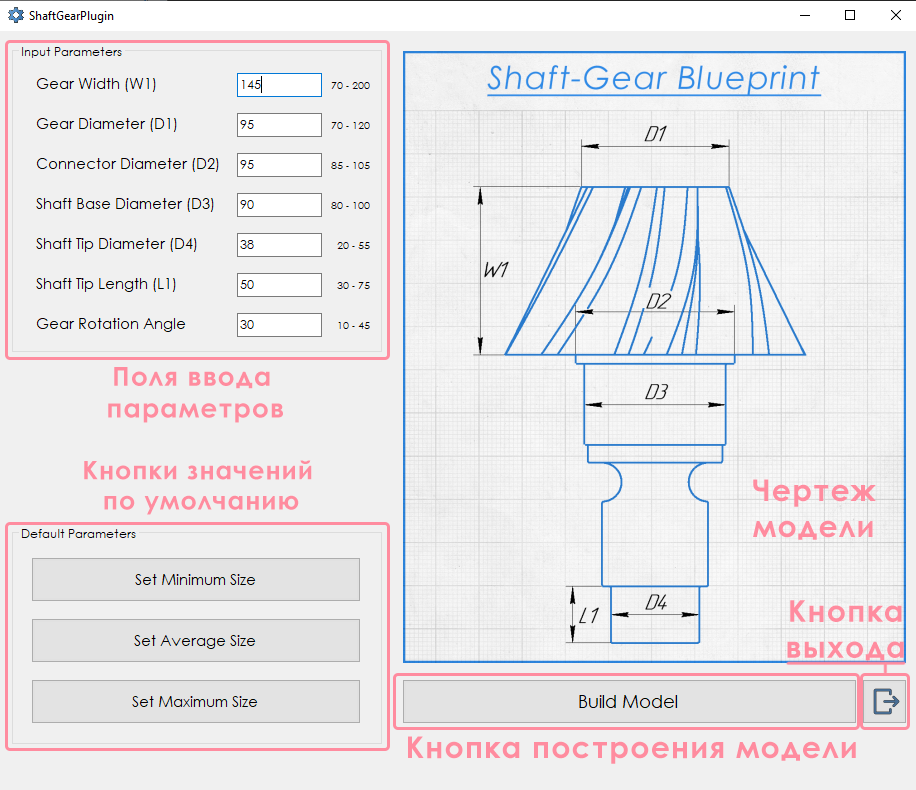 ShaftGearPlugin
Input Parameters
Gear Width (W1) 145 70 - 200
Gear Diameter (D1) 95 70 - 120
Connector Diameter (D2) 95 85 - 105
Shaft Base Diameter (D3) 90 80 - 100
Shaft Tip Diameter (D4) 38 20 - 55
Shaft Tip Length (L1) 50 30 - 75
Gear Rotation Angle 30 10 - 45
Поля ввода
параметров
Кнопки значений
по умолчанию
Default Parameters
Set Minimum Size
Set Average Size
Set Maximum Size
Shaft-Gear Blueprint
D1
W1
D2
D3
Чертеж
модели
D4
L1
Кнопка
выхода
Build Model
Кнопка построения модели